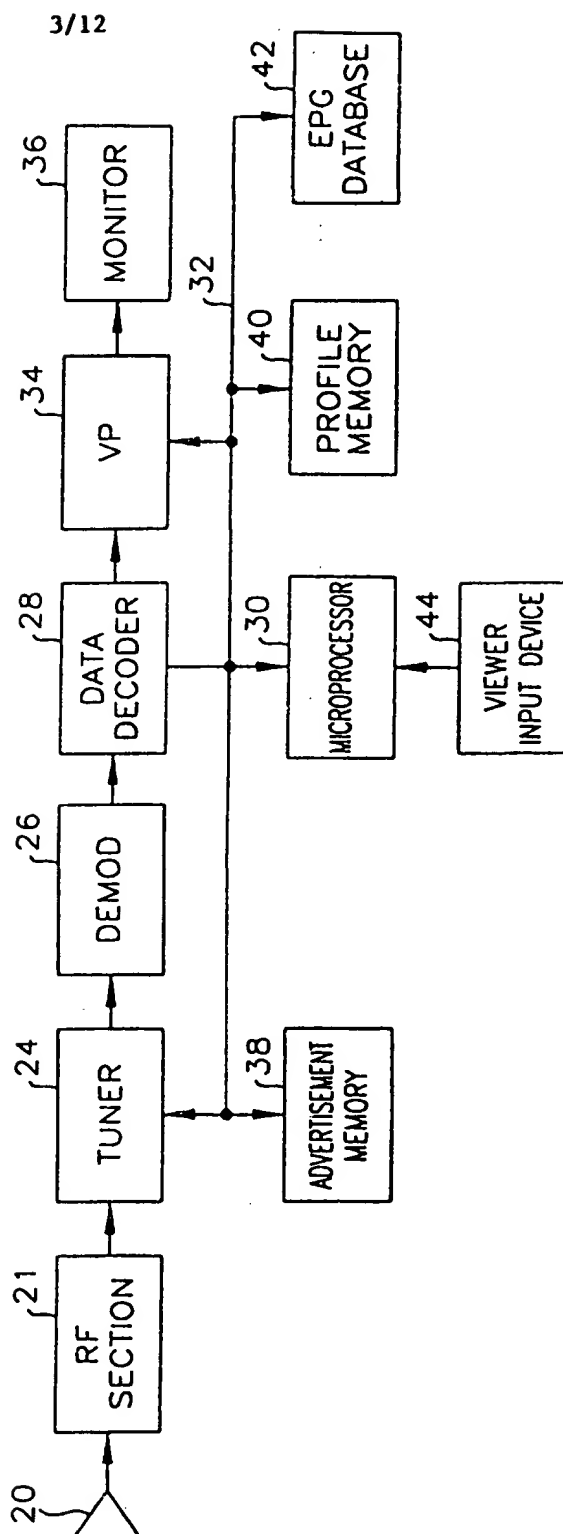 3/12
20
21
RF
SECTION
24
TUNER
26
DEMOD
28
DATA
DECODER
34
VP
36
MONITOR
32
38
ADVERTISEMENT
MEMORY
30
MICROPROCESSOR
40
PROFILE
MEMORY
42
EPG
DATABASE
44
VIEWER
INPUT DEVICE